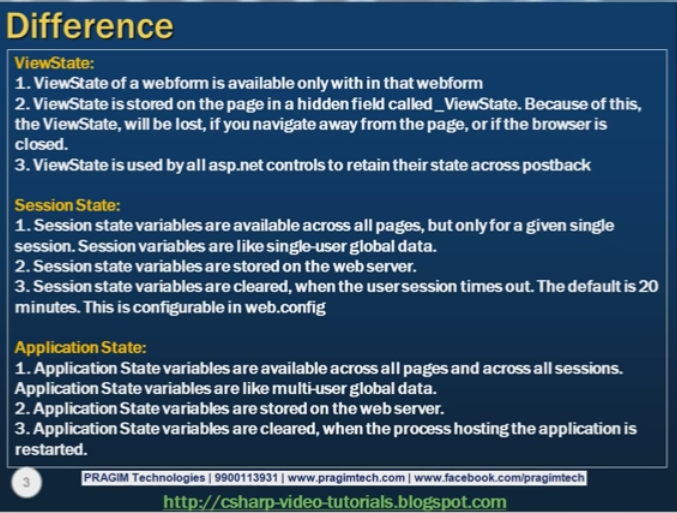 Difference
ViewState:
1. ViewState of a webform is available only with in that webform
2. ViewState is stored on the page in a hidden field called _ViewState. Because of this,
the ViewState, will be lost, if you navigate away from the page, or if the browser is
closed.
3. ViewState is used by all asp.net controls to retain their state across postback
Session State:
1. Session state variables are available across all pages, but only for a given single
session. Session variables are like single-user global data.
2. Session state variables are stored on the web server.
3. Session state variables are cleared, when the user session times out. The default is 20
minutes. This is configurable in web.config
Application State:
1. Application State variables are available across all pages and across all sessions.
Application State variables are like multi-user global data.
2. Application State variables are stored on the web server.
3. Application State variables are cleared, when the process hosting the application is
restarted.
3
PRAGIM Technologies | 9900113931 | www.pragimtech.com | www.facebook.com/pragimtech
http://csharp-video-tutorials.blogspot.com